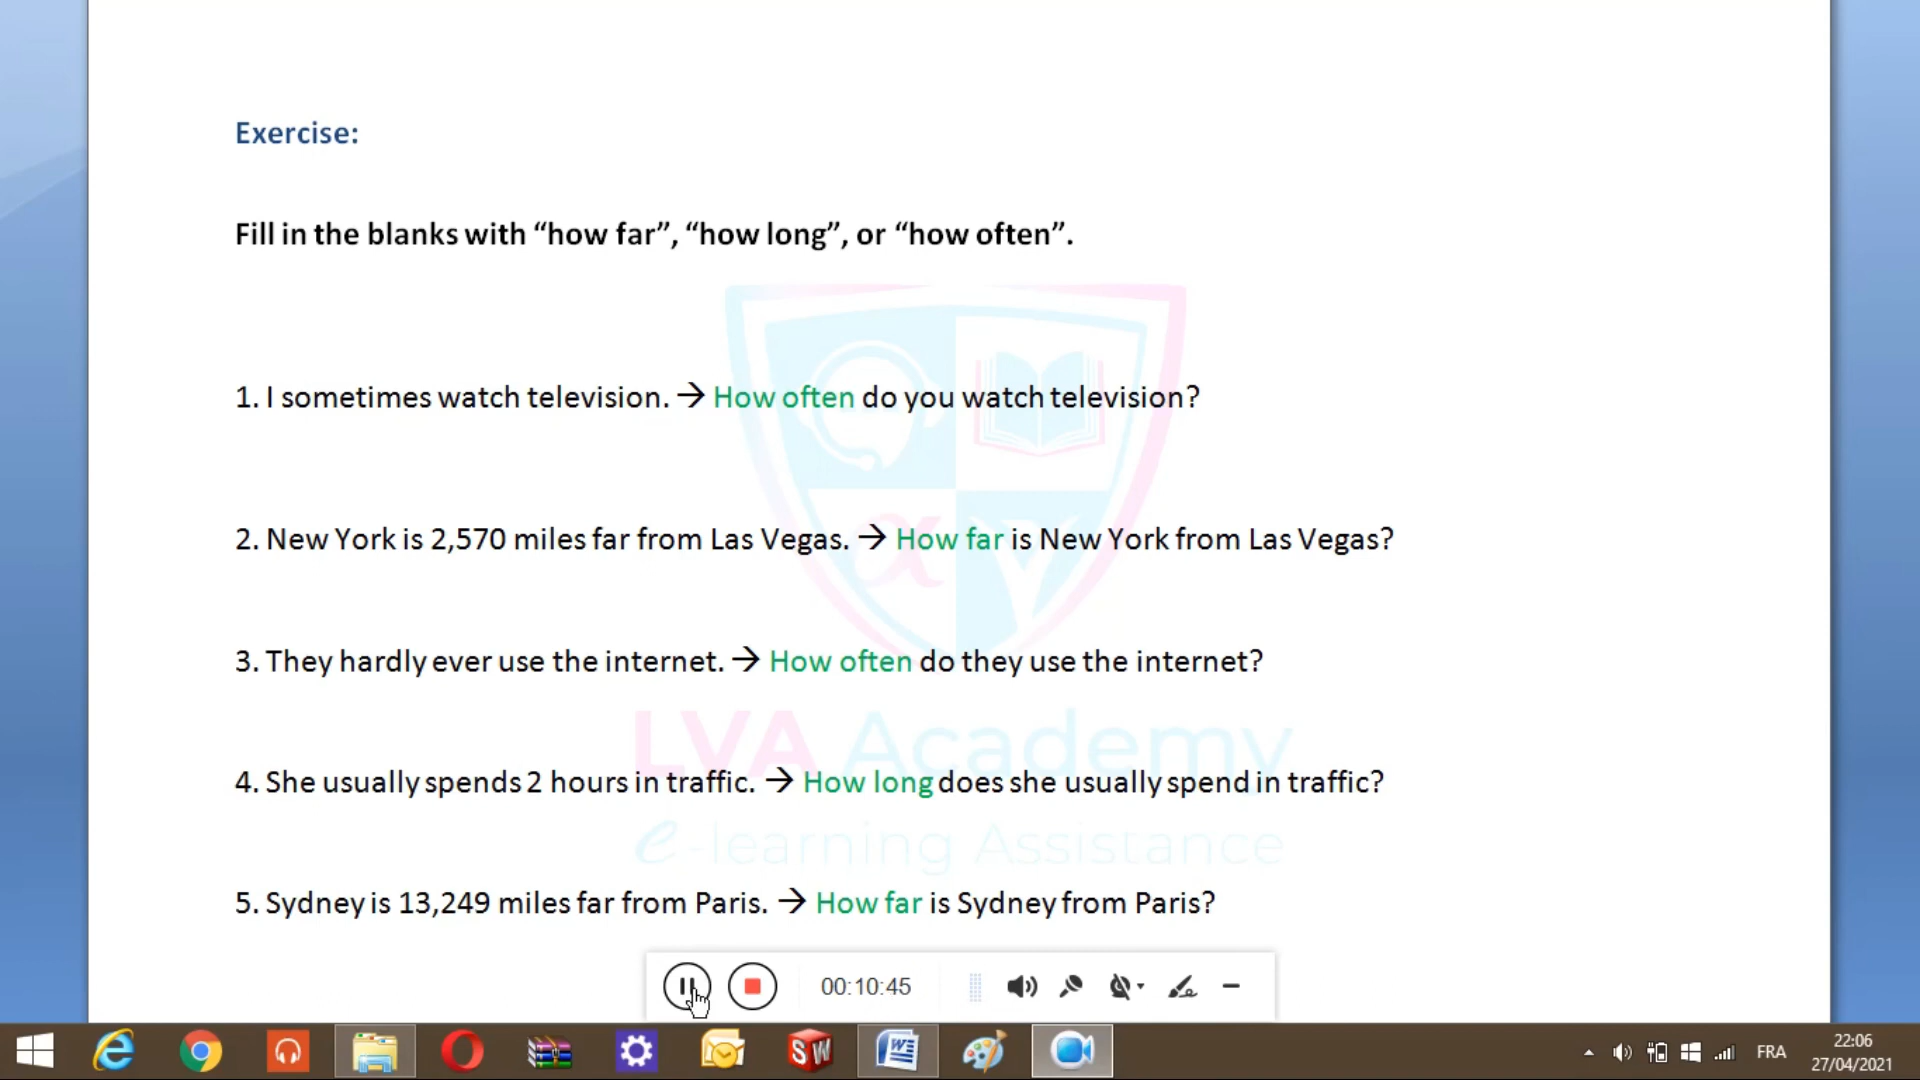 Exercise:
Fill in the blanks with “how far”, “how long”, or “how often”.
1. I sometimes watch television. → How often do you watch television?
2. New York is 2,570 miles far from Las Vegas. → How far is New York from Las Vegas?
3. They hardly ever use the internet. → How often do they use the internet?
LVA Academy
4. She usually spends 2 hours in traffic. → How long does she usually spend in traffic?
e-learning Assistance
5. Sydney is 13,249 miles far from Paris. → How far is Sydney from Paris?
00:10:45
SW
W
FRA
22:06
27/04/2021